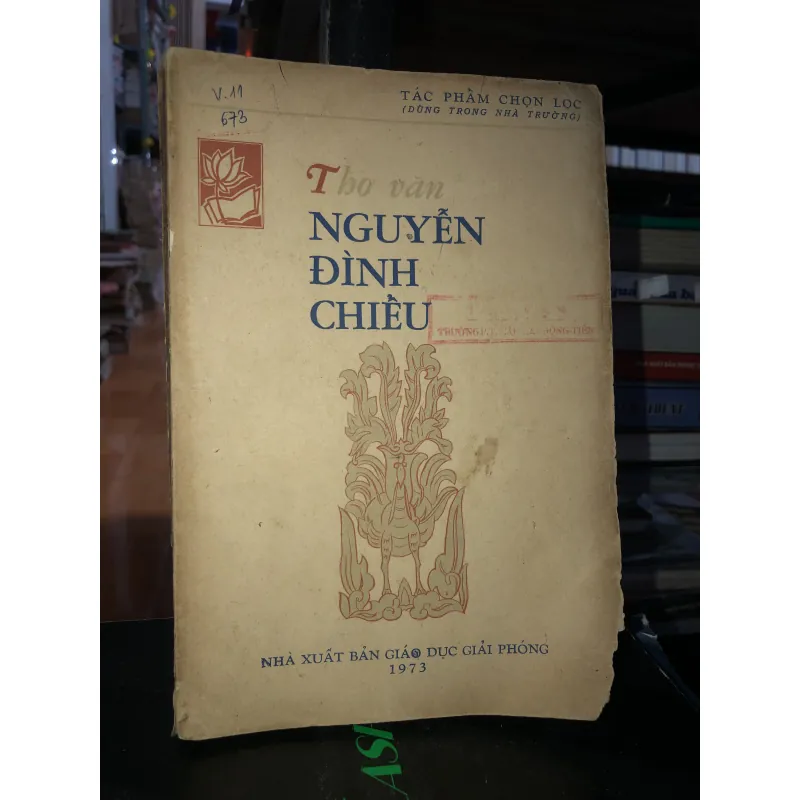 V.11
673
TÁC PHẨM CHỌN LỌC
(DÙNG TRONG NHÀ TRƯỜNG)
Thơ văn
NGUYỄN
ĐÌNH
CHIỂU
NHÀ XUẤT BẢN GIÁO DỤC GIẢI PHÓNG
1973